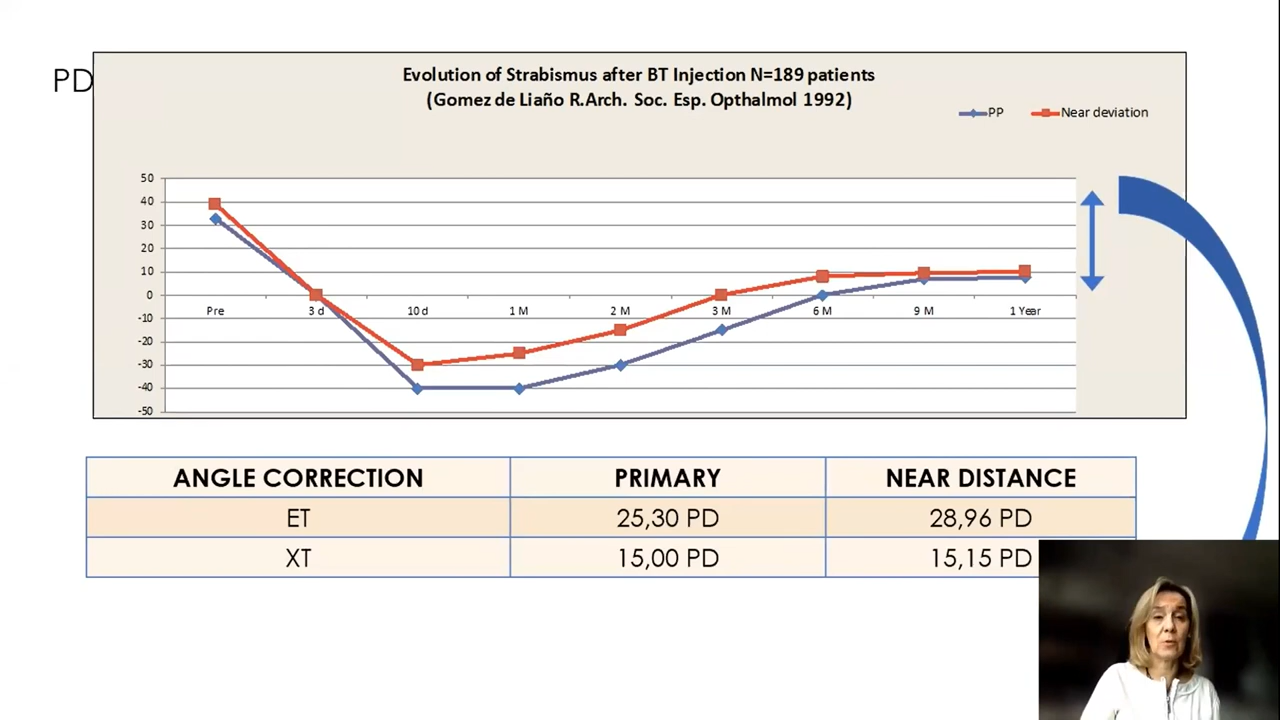 PD
Evolution of Strabismus after BT Injection N=189 patients
(Gomez de Liaño R.Arch. Soc. Esp. Opthalmol 1992)
PP Near deviation
50
40
30
20
10
0
-10
-20
-30
-40
-50
Pre 3 d 10 d 1 M 2 M 3 M 6 M 9 M 1 Year
ANGLE CORRECTION PRIMARY NEAR DISTANCE
ET 25,30 PD 28,96 PD
XT 15,00 PD 15,15 PD